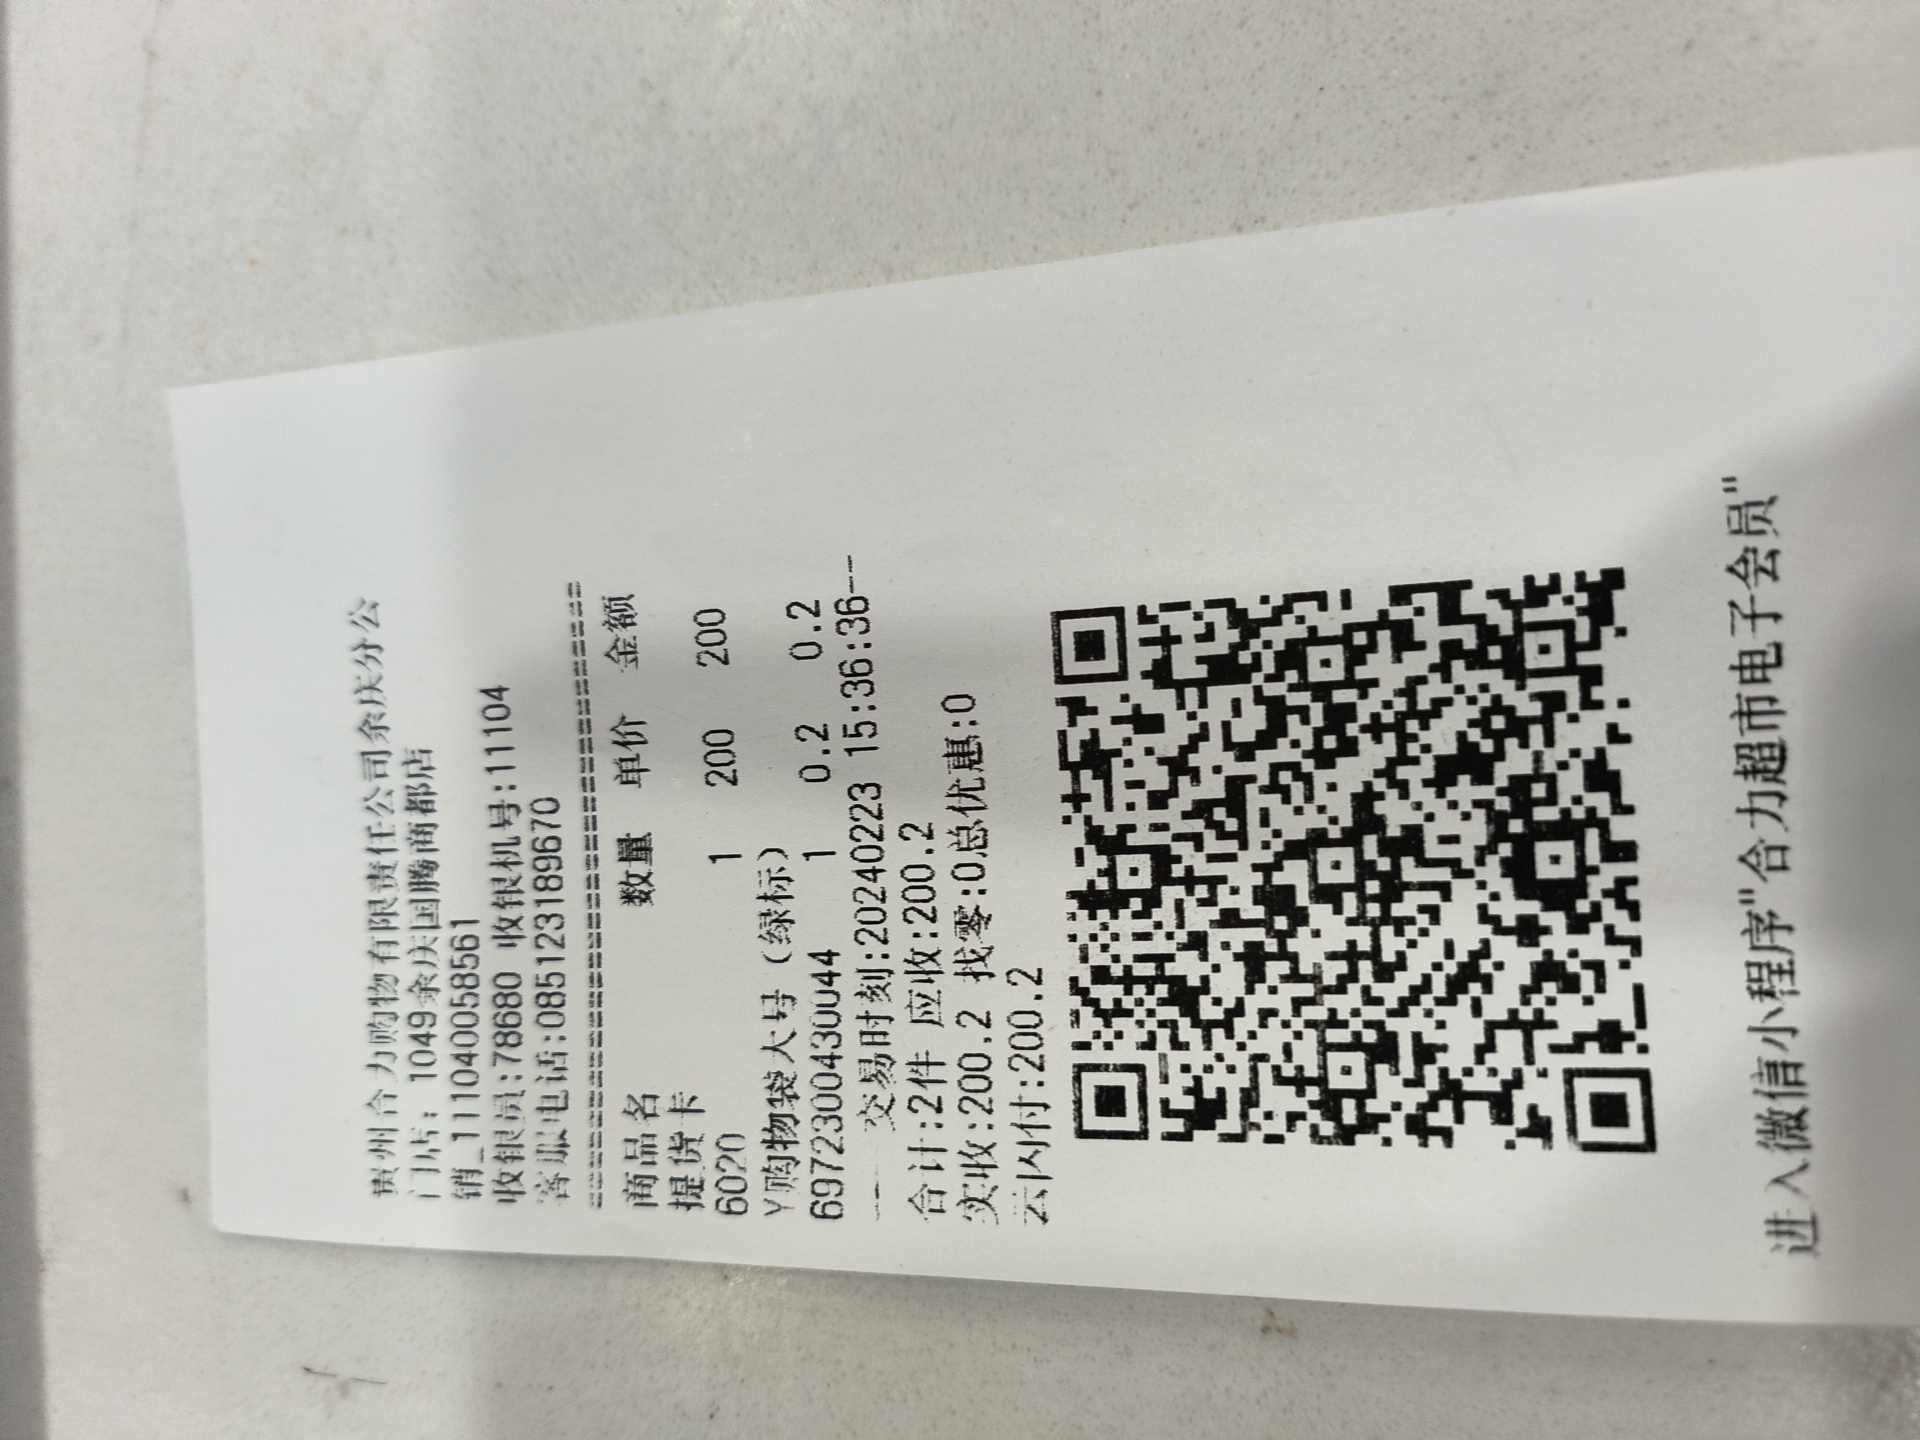 贵州合力购物有限责任公司余庆分公
门店: 1049余庆国腾商都店
销_111040058561
收银员:78680 收银机号:11104
客服电话:085123189670
商品名 数量 单价 金额
提货卡
6020 1 200 200
Y购物袋大号（绿标）
6972300430044 1 0.2 0.2
----交易时刻:20240223 15:36:36--
合计:2件 应收:200.2
实收:200.2 找零:0总优惠:0
云闪付:200.2
进入微信小程序"合力超市电子会员"